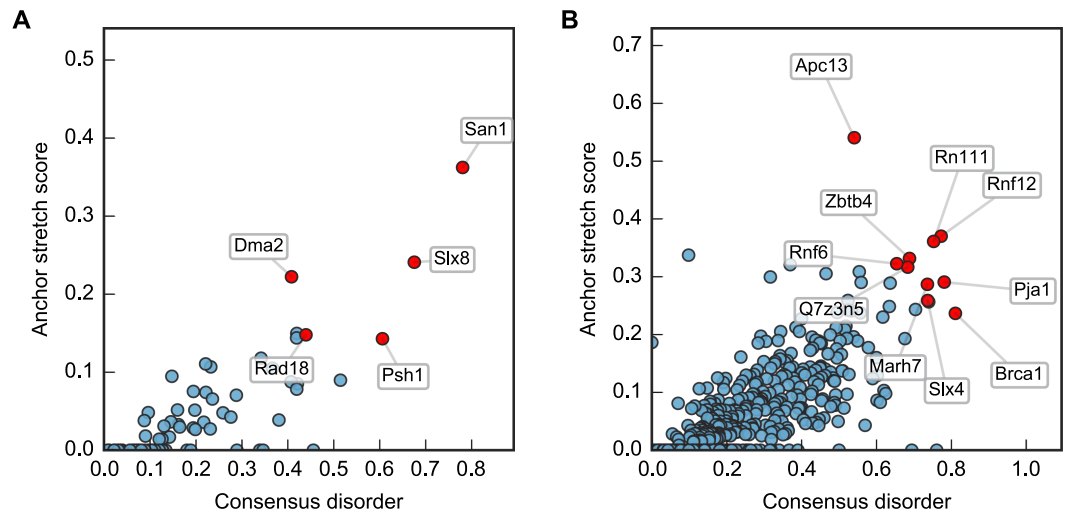 A
Anchor stretch score
0.5
0.4
0.3
0.2
0.1
0.0
San1
Dma2
Slx8
Rad18
Psh1
0.0 0.1 0.2 0.3 0.4 0.5 0.6 0.7 0.8
Consensus disorder
B
Anchor stretch score
0.7
0.6
0.5
0.4
0.3
0.2
0.1
0.0
Apc13
Rn111
Rnf12
Zbtb4
Rnf6
Pja1
Q7z3n5
Marh7
Slx4
Brca1
0.0 0.2 0.4 0.6 0.8 1.0
Consensus disorder